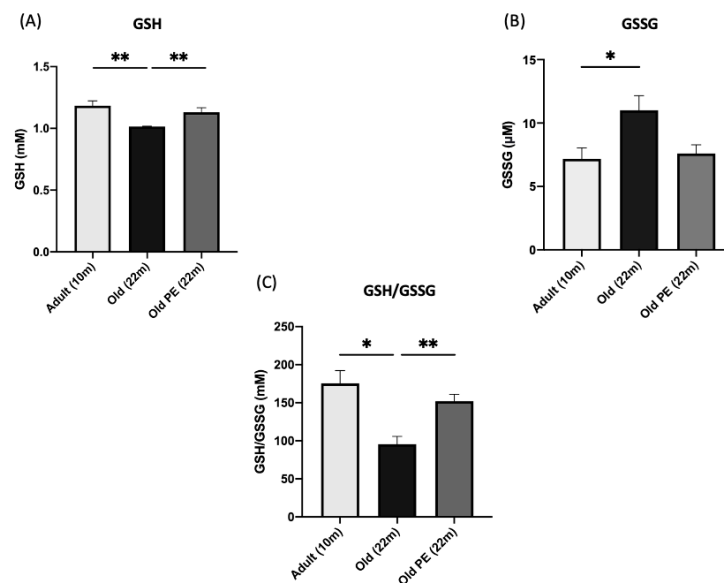 (A)
GSH
**
**
1.5
1.0
0.5
0.0
GSH (mM)
Adult (10m)
Old (22m)
Old PE (22m)
(B)
GSSG
*
15
10
5
0
GSSG (μM)
Adult (10m)
Old (22m)
Old PE (22m)
(C)
GSH/GSSG
*
**
250
200
150
100
50
0
GSH/GSSG (mM)
Adult (10m)
Old (22m)
Old PE (22m)